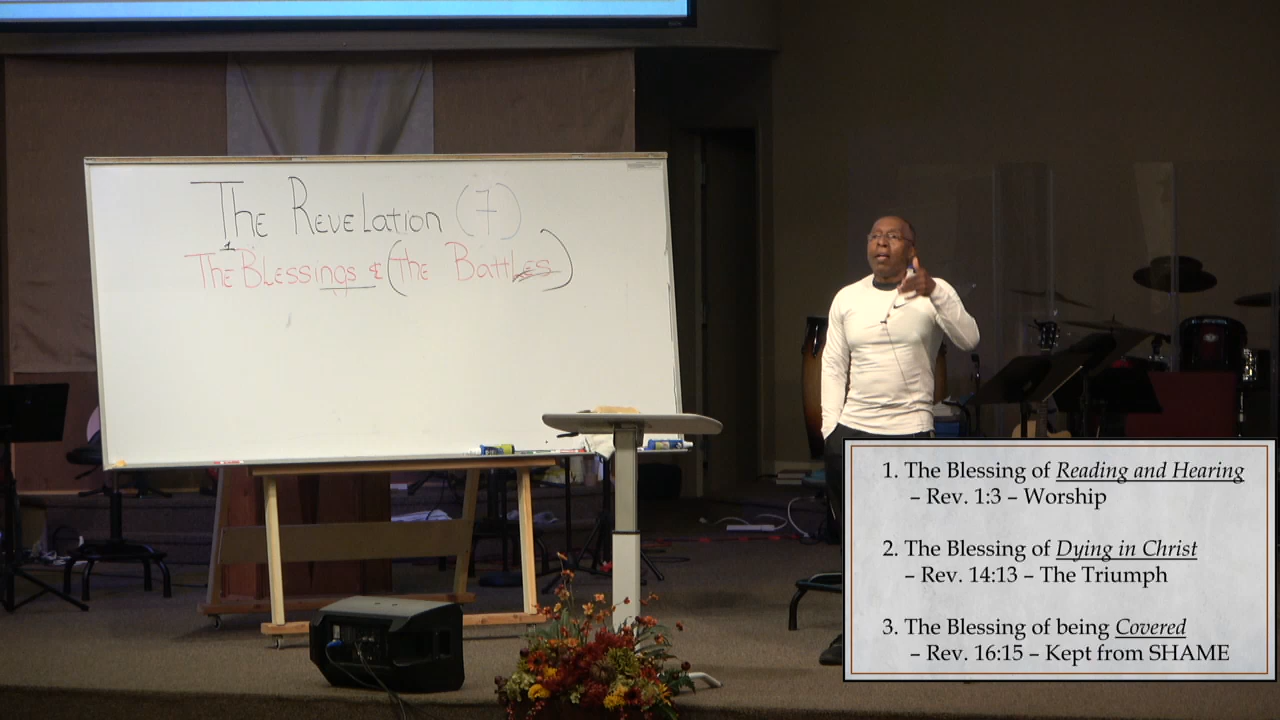 The Revelation (7)
1
The Blessings & (The Battles)
1. The Blessing of Reading and Hearing
– Rev. 1:3 – Worship
2. The Blessing of Dying in Christ
– Rev. 14:13 – The Triumph
3. The Blessing of being Covered
– Rev. 16:15 – Kept from SHAME